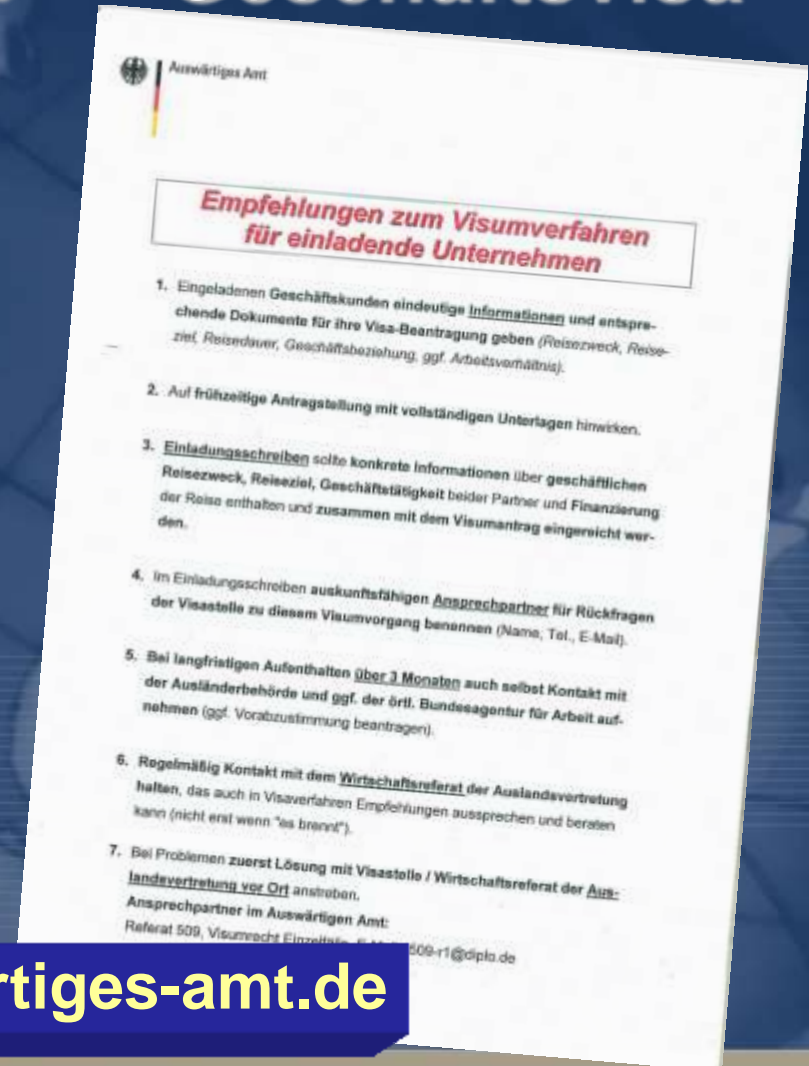 Auswärtiges Amt
Empfehlungen zum Visumverfahren
für einladende Unternehmen
1. Eingeladenen Geschäftskunden eindeutige Informationen und entspre-
chende Dokumente für ihre Visa-Beantragung geben (Reisezweck, Reise-
ziel, Reisedauer, Geschäftsbeziehung, ggf. Arbeitsverhältnis).
2. Auf frühzeitige Antragstellung mit vollständigen Unterlagen hinwirken.
3. Einladungsschreiben sollte konkrete Informationen über geschäftlichen
Reisezweck, Reiseziel, Geschäftstätigkeit beider Partner und Finanzierung
der Reise enthalten und zusammen mit dem Visumantrag eingereicht wer-
den.
4. Im Einladungsschreiben auskunftsfähigen Ansprechpartner für Rückfragen
der Visastelle zu diesem Visumvorgang benennen (Name, Tel., E-Mail).
5. Bei langfristigen Aufenthalten über 3 Monaten auch selbst Kontakt mit
der Ausländerbehörde und ggf. der örtl. Bundesagentur für Arbeit auf-
nehmen (ggf. Vorabzustimmung beantragen).
6. Regelmäßig Kontakt mit dem Wirtschaftsreferat der Auslandsvertretung
halten, das auch in Visaverfahren Empfehlungen aussprechen und beraten
kann (nicht erst wenn "es brennt").
7. Bei Problemen zuerst Lösung mit Visastelle / Wirtschaftsreferat der Aus-
landsvertretung vor Ort anstreben.
Ansprechpartner im Auswärtigen Amt:
Referat 509, Visumrecht 509-r1@diplo.de
rtiges-amt.de